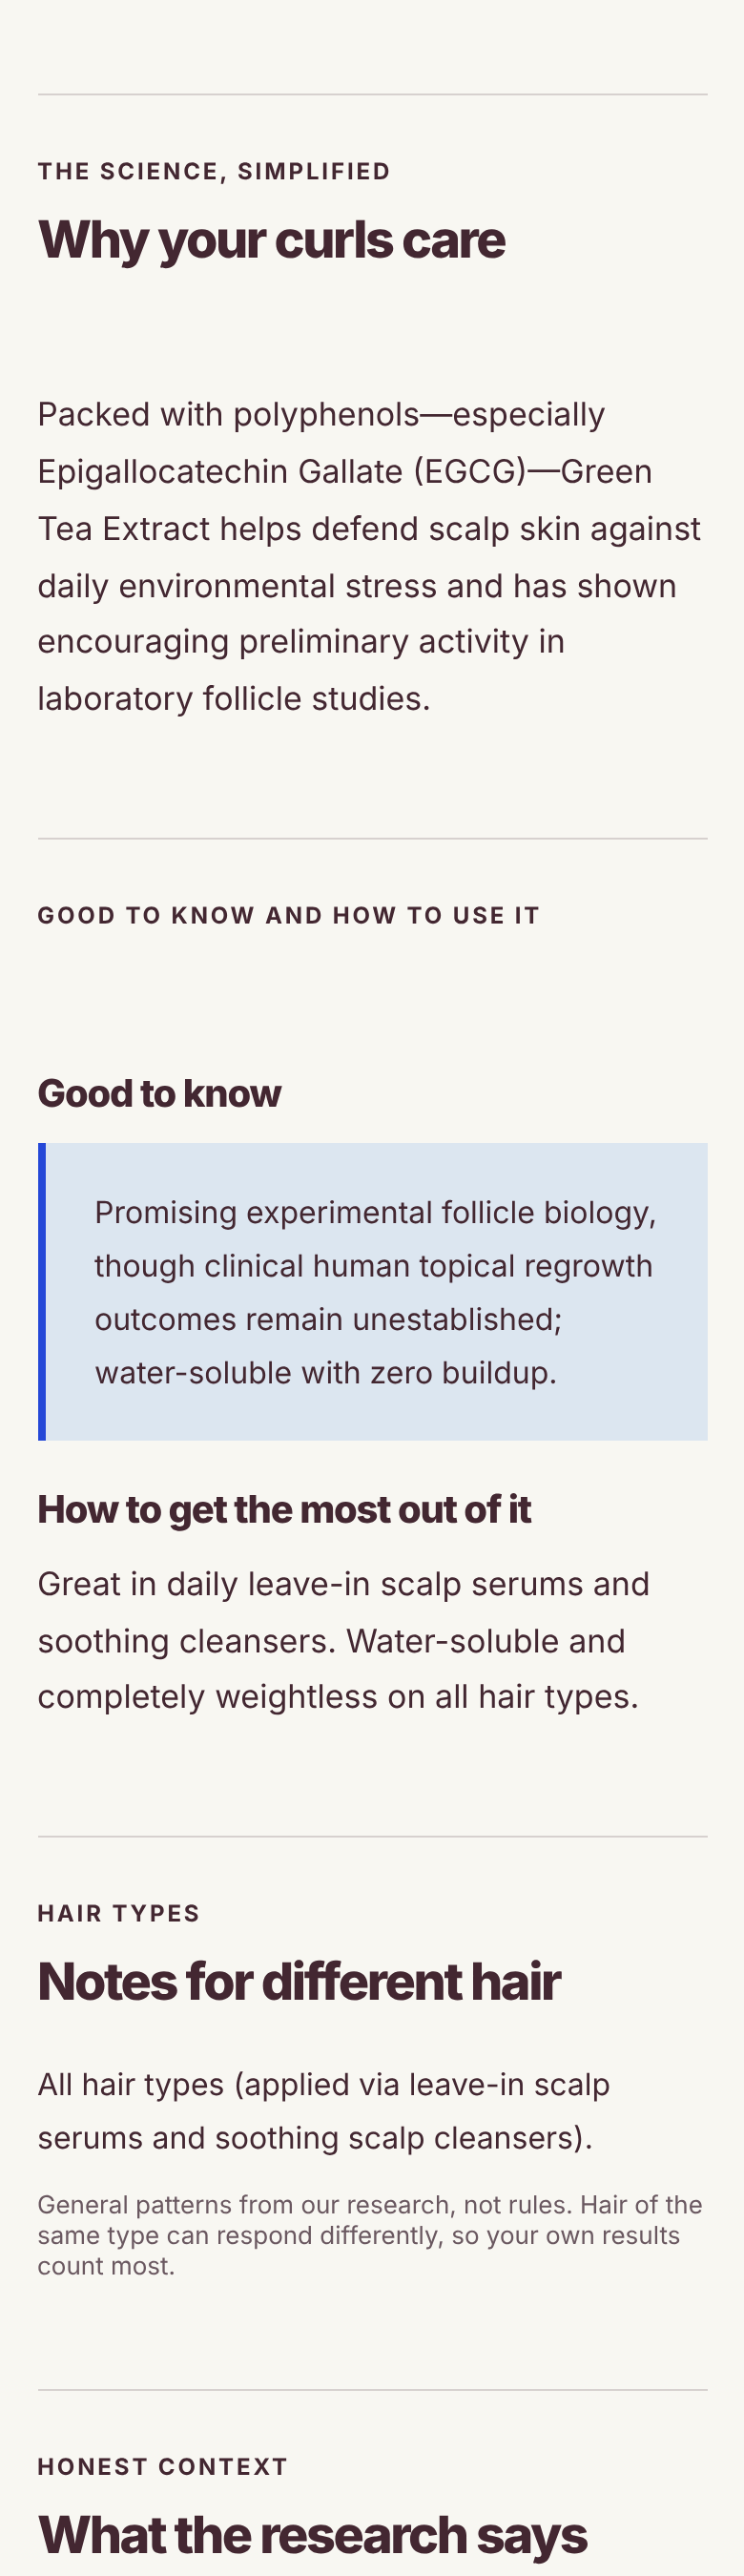 THE SCIENCE, SIMPLIFIED
Why your curls care
Packed with polyphenols—especially
Epigallocatechin Gallate (EGCG)—Green
Tea Extract helps defend scalp skin against
daily environmental stress and has shown
encouraging preliminary activity in
laboratory follicle studies.
GOOD TO KNOW AND HOW TO USE IT
Good to know
Promising experimental follicle biology,
though clinical human topical regrowth
outcomes remain unestablished;
water-soluble with zero buildup.
How to get the most out of it
Great in daily leave-in scalp serums and
soothing cleansers. Water-soluble and
completely weightless on all hair types.
HAIR TYPES
Notes for different hair
All hair types (applied via leave-in scalp
serums and soothing scalp cleansers).
General patterns from our research, not rules. Hair of the
same type can respond differently, so your own results
count most.
HONEST CONTEXT
What the research says